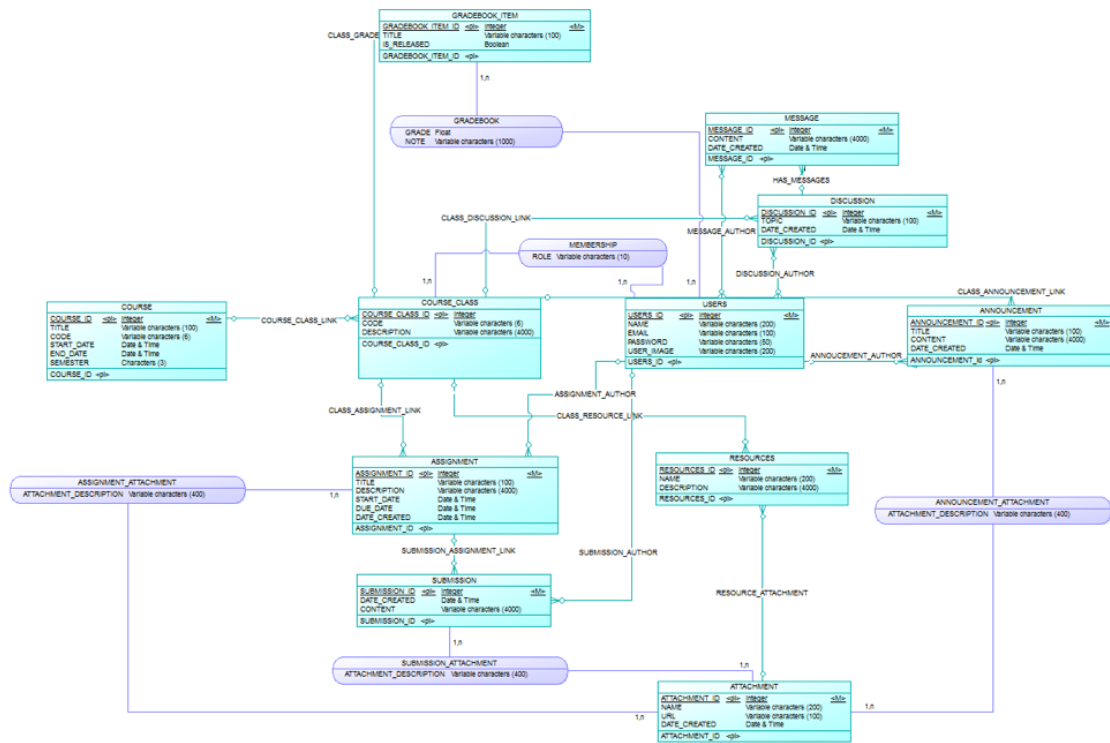 GRADEBOOK_ITEM
GRADEBOOK_ITEM_ID <pi> Integer <M>
TITLE Variable characters (100)
IS_RELEASED Boolean
GRADEBOOK_ITEM_ID <pi>
CLASS_GRADE
1,n
GRADEBOOK
GRADE Float
NOTE Variable characters (1000)
MESSAGE
MESSAGE_ID <pi> Integer <M>
CONTENT Variable characters (4000)
DATE_CREATED Date & Time
MESSAGE_ID <pi>
HAS_MESSAGES
DISCUSSION
DISCUSSION_ID <pi> Integer <M>
TOPIC Variable characters (100)
DATE_CREATED Date & Time
DISCUSSION_ID <pi>
CLASS_DISCUSSION_LINK
MESSAGE_AUTHOR
MEMBERSHIP
ROLE Variable characters (10)
DISCUSSION_AUTHOR
1,n
1,n
1,n
CLASS_ANNOUNCEMENT_LINK
COURSE
COURSE_ID <pi> Integer <M>
TITLE Variable characters (100)
CODE Variable characters (6)
START_DATE Date & Time
END_DATE Date & Time
SEMESTER Characters (3)
COURSE_ID <pi>
COURSE_CLASS_LINK
COURSE_CLASS
COURSE_CLASS_ID <pi> Integer <M>
CODE Variable characters (6)
DESCRIPTION Variable characters (4000)
COURSE_CLASS_ID <pi>
USERS
USERS_ID <pi> Integer <M>
NAME Variable characters (200)
EMAIL Variable characters (100)
PASSWORD Variable characters (50)
USER_IMAGE Variable characters (200)
USERS_ID <pi>
ANNOUNCEMENT
ANNOUNCEMENT_ID <pi> Integer <M>
TITLE Variable characters (100)
CONTENT Variable characters (4000)
DATE_CREATED Date & Time
ANNOUNCEMENT_Id <pi>
ANNOUCEMENT_AUTHOR
1,n
ASSIGNMENT_AUTHOR
CLASS_ASSIGNMENT_LINK
CLASS_RESOURCE_LINK
ASSIGNMENT
ASSIGNMENT_ID <pi> Integer <M>
TITLE Variable characters (100)
DESCRIPTION Variable characters (4000)
START_DATE Date & Time
DUE_DATE Date & Time
DATE_CREATED Date & Time
ASSIGNMENT_ID <pi>
RESOURCES
RESOURCES_ID <pi> Integer <M>
NAME Variable characters (200)
DESCRIPTION Variable characters (4000)
RESOURCES_ID <pi>
ASSIGNMENT_ATTACHMENT
ATTACHMENT_DESCRIPTION Variable characters (400)
1,n
ANNOUNCEMENT_ATTACHMENT
ATTACHMENT_DESCRIPTION Variable characters (400)
SUBMISSION_ASSIGNMENT_LINK
SUBMISSION_AUTHOR
SUBMISSION
SUBMISSION_ID <pi> Integer <M>
DATE_CREATED Date & Time
CONTENT Variable characters (4000)
SUBMISSION_ID <pi>
RESOURCE_ATTACHMENT
1,n
SUBMISSION_ATTACHMENT
ATTACHMENT_DESCRIPTION Variable characters (400)
1,n
ATTACHMENT
ATTACHMENT_ID <pi> Integer <M>
NAME Variable characters (200)
URL Variable characters (100)
DATE_CREATED Date & Time
ATTACHMENT_ID <pi>
1,n
1,n